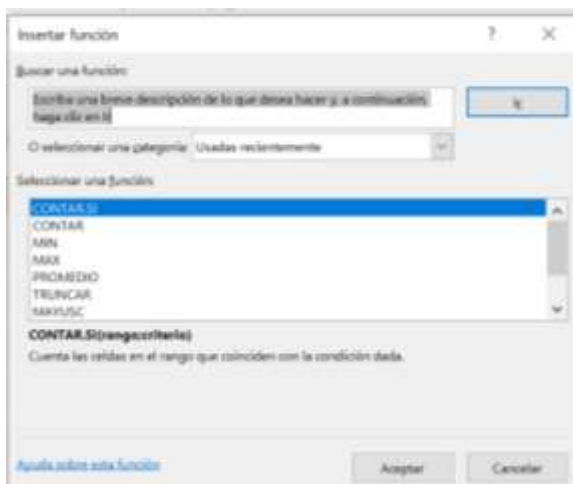 Insertar función
? ×
Buscar una función:
Escriba una breve descripción de lo que desea hacer y, a continuación,
haga clic en Ir
Ir
O seleccionar una categoría: Usadas recientemente
Seleccionar una función:
CONTAR.SI
CONTAR
MIN
MAX
PROMEDIO
TRUNCAR
MAYUSC
CONTAR.SI(rango;criterio)
Cuenta las celdas en el rango que coinciden con la condición dada.
Ayuda sobre esta función
Aceptar
Cancelar